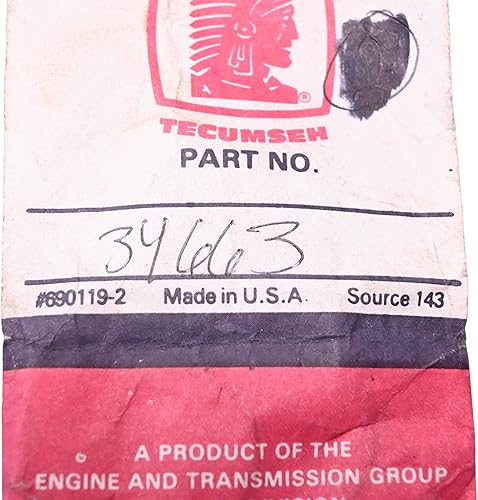 ®
TECUMSEH
PART NO.
34663
#690119-2 Made in U.S.A. Source 143
A PRODUCT OF THE
ENGINE AND TRANSMISSION GROUP